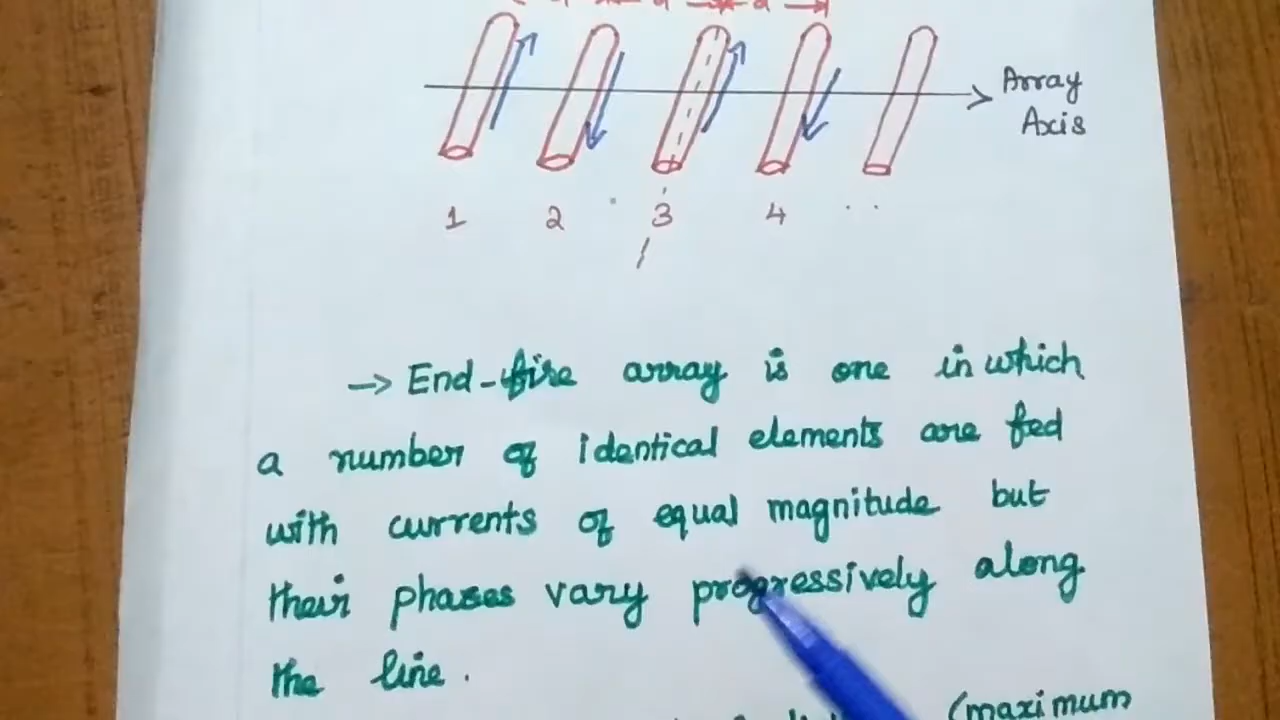 d d
Array
Axis
1 2 3 4 . .
→ End-fire array is one in which
a number of identical elements are fed
with currents of equal magnitude but
their phases vary progressively along
the line.
(maximum